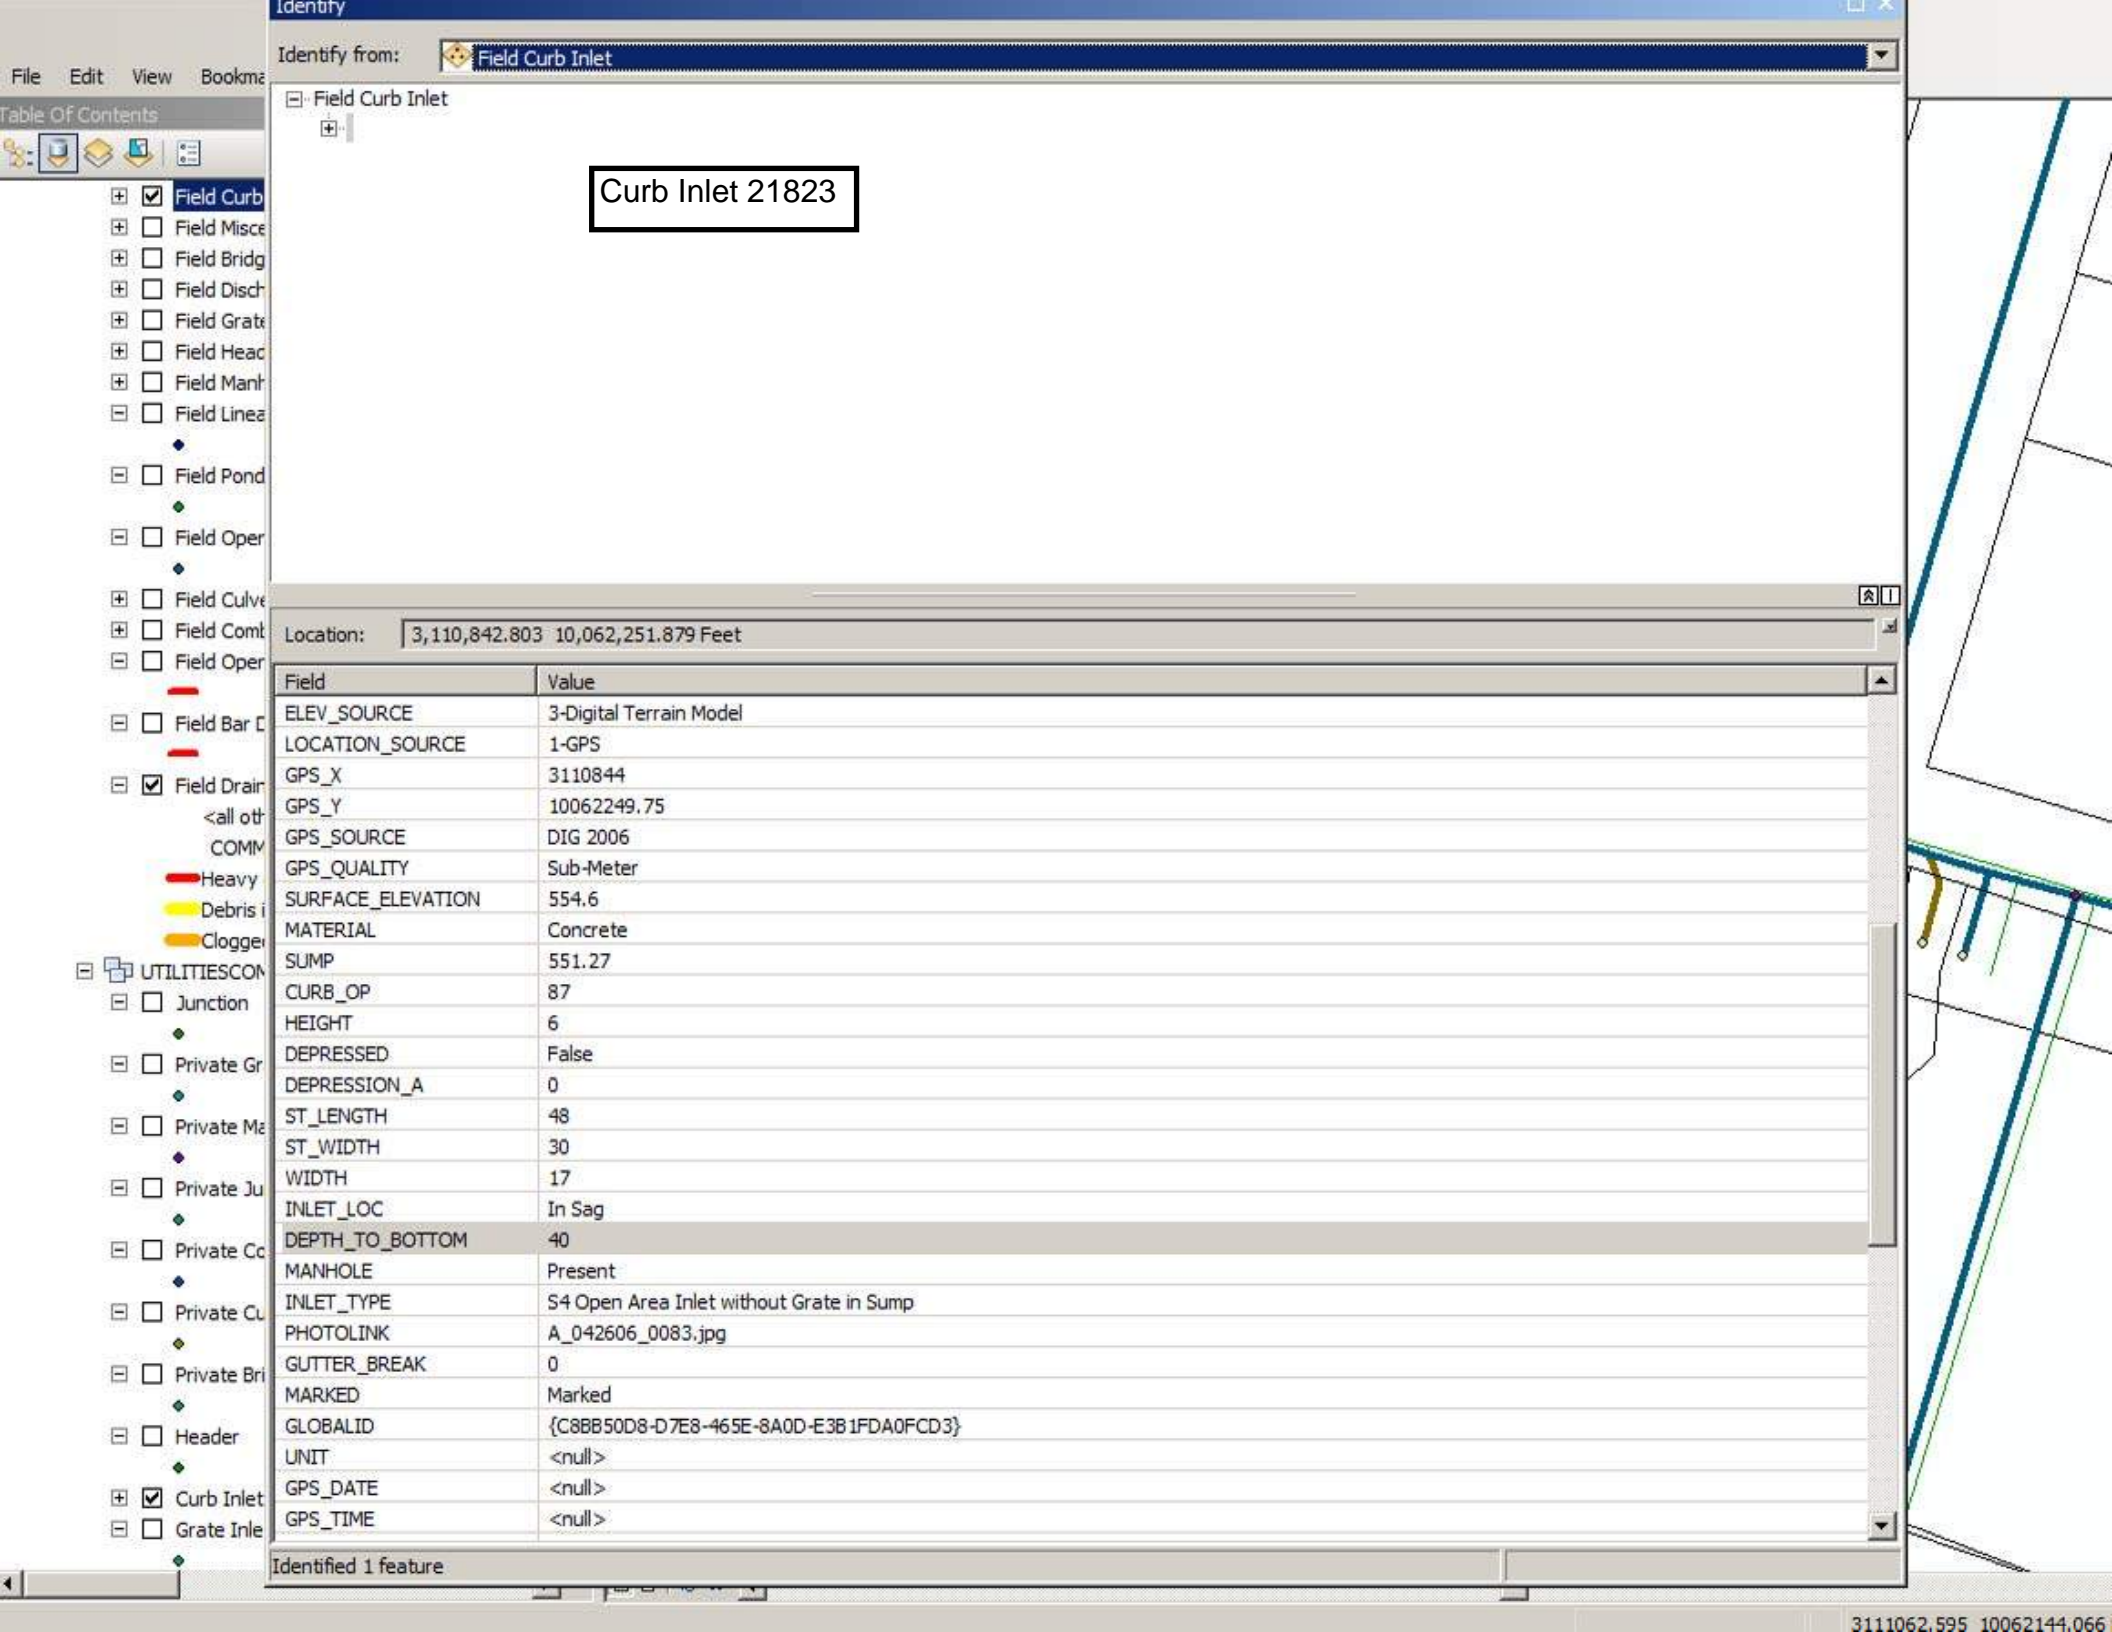 Identify
Identify from: Field Curb Inlet
File Edit View Bookma
Field Curb Inlet
Table Of Contents
Curb Inlet 21823
Field Curb
Field Misce
Field Bridg
Field Disch
Field Grate
Field Head
Field Manh
Field Linea
Field Pond
Field Oper
Field Culve
Field Comb
Field Oper
Field Bar D
Field Drain
<all oth
COMM
Heavy
Debris i
Clogge
UTILITIESCOM
Junction
Private Gr
Private Ma
Private Ju
Private Co
Private Cu
Private Bri
Header
Curb Inlet
Grate Inle
Location: 3,110,842.803 10,062,251.879 Feet
Field Value
ELEV_SOURCE 3-Digital Terrain Model
LOCATION_SOURCE 1-GPS
GPS_X 3110844
GPS_Y 10062249.75
GPS_SOURCE DIG 2006
GPS_QUALITY Sub-Meter
SURFACE_ELEVATION 554.6
MATERIAL Concrete
SUMP 551.27
CURB_OP 87
HEIGHT 6
DEPRESSED False
DEPRESSION_A 0
ST_LENGTH 48
ST_WIDTH 30
WIDTH 17
INLET_LOC In Sag
DEPTH_TO_BOTTOM 40
MANHOLE Present
INLET_TYPE S4 Open Area Inlet without Grate in Sump
PHOTOLINK A_042606_0083.jpg
GUTTER_BREAK 0
MARKED Marked
GLOBALID {C8BB50D8-D7E8-465E-8A0D-E3B1FDA0FCD3}
UNIT <null>
GPS_DATE <null>
GPS_TIME <null>
Identified 1 feature
3111062.595 10062144.066